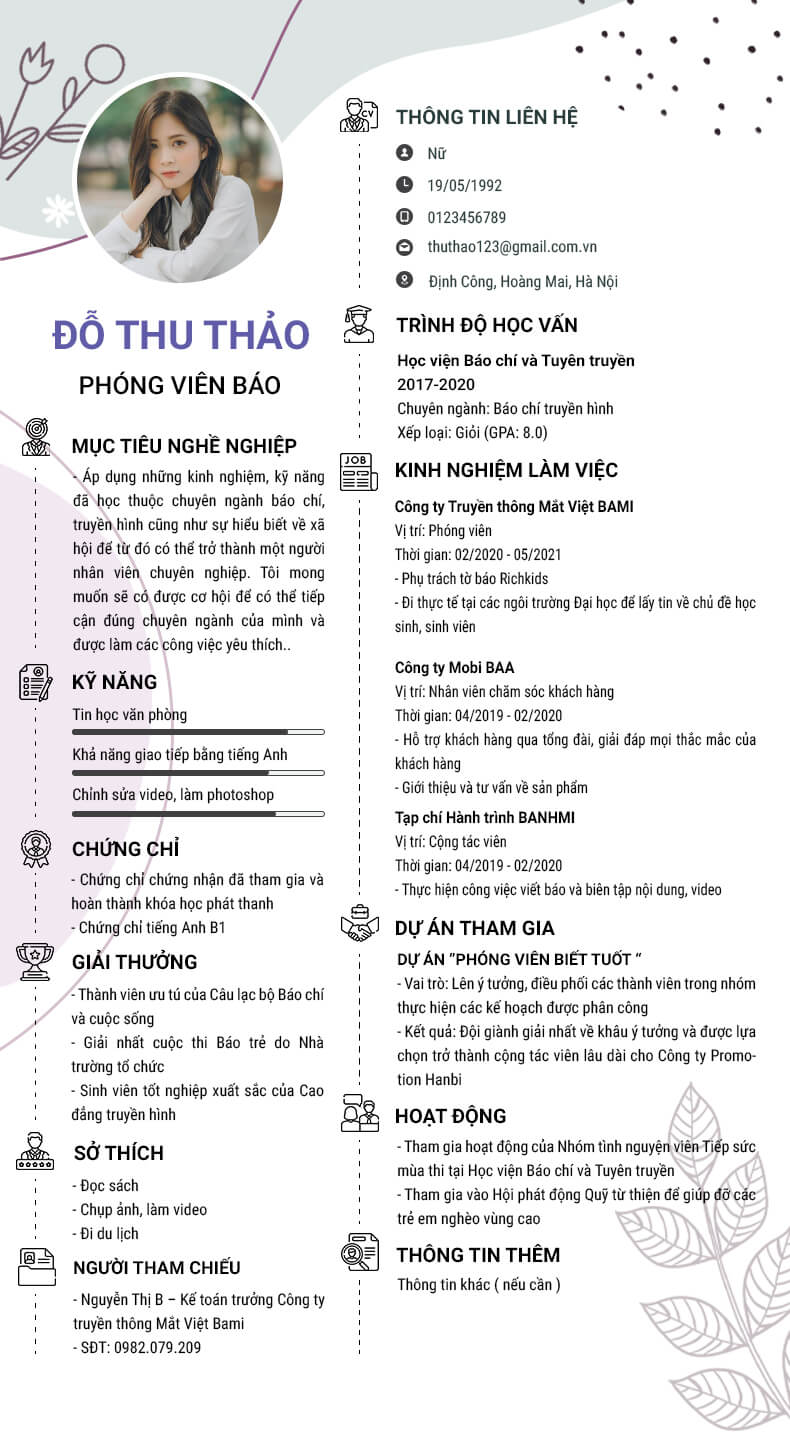 ĐỖ THU THẢO
PHÓNG VIÊN BÁO
MỤC TIÊU NGHỀ NGHIỆP
- Áp dụng những kinh nghiệm, kỹ năng
đã học thuộc chuyên ngành báo chí,
truyền hình cũng như sự hiểu biết về xã
hội để từ đó có thể trở thành một người
nhân viên chuyên nghiệp. Tôi mong
muốn sẽ có được cơ hội để có thể tiếp
cận đúng chuyên ngành của mình và
được làm các công việc yêu thích..
KỸ NĂNG
Tin học văn phòng
Khả năng giao tiếp bằng tiếng Anh
Chỉnh sửa video, làm photoshop
CHỨNG CHỈ
- Chứng chỉ chứng nhận đã tham gia và
hoàn thành khóa học phát thanh
- Chứng chỉ tiếng Anh B1
GIẢI THƯỞNG
- Thành viên ưu tú của Câu lạc bộ Báo chí
và cuộc sống
- Giải nhất cuộc thi Báo trẻ do Nhà
trường tổ chức
- Sinh viên tốt nghiệp xuất sắc của Cao
đẳng truyền hình
SỞ THÍCH
- Đọc sách
- Chụp ảnh, làm video
- Đi du lịch
NGƯỜI THAM CHIẾU
- Nguyễn Thị B – Kế toán trưởng Công ty
truyền thông Mắt Việt Bami
- SĐT: 0982.079.209
CV
THÔNG TIN LIÊN HỆ
Nữ
19/05/1992
0123456789
thuthao123@gmail.com.vn
Định Công, Hoàng Mai, Hà Nội
TRÌNH ĐỘ HỌC VẤN
Học viện Báo chí và Tuyên truyền
2017-2020
Chuyên ngành: Báo chí truyền hình
Xếp loại: Giỏi (GPA: 8.0)
JOB
KINH NGHIỆM LÀM VIỆC
Công ty Truyền thông Mắt Việt BAMI
Vị trí: Phóng viên
Thời gian: 02/2020 - 05/2021
- Phụ trách tờ báo Richkids
- Đi thực tế tại các ngôi trường Đại học để lấy tin về chủ đề học
sinh, sinh viên
Công ty Mobi BAA
Vị trí: Nhân viên chăm sóc khách hàng
Thời gian: 04/2019 - 02/2020
- Hỗ trợ khách hàng qua tổng đài, giải đáp mọi thắc mắc của
khách hàng
- Giới thiệu và tư vấn về sản phẩm
Tạp chí Hành trình BANHMI
Vị trí: Cộng tác viên
Thời gian: 04/2019 - 02/2020
- Thực hiện công việc viết báo và biên tập nội dung, video
DỰ ÁN THAM GIA
DỰ ÁN ”PHÓNG VIÊN BIẾT TUỐT “
- Vai trò: Lên ý tưởng, điều phối các thành viên trong nhóm
thực hiện các kế hoạch được phân công
- Kết quả: Đội giành giải nhất về khâu ý tưởng và được lựa
chọn trở thành cộng tác viên lâu dài cho Công ty Promo-
tion Hanbi
HOẠT ĐỘNG
- Tham gia hoạt động của Nhóm tình nguyện viên Tiếp sức
mùa thi tại Học viện Báo chí và Tuyên truyền
- Tham gia vào Hội phát động Quỹ từ thiện để giúp đỡ các
trẻ em nghèo vùng cao
THÔNG TIN THÊM
Thông tin khác ( nếu cần )